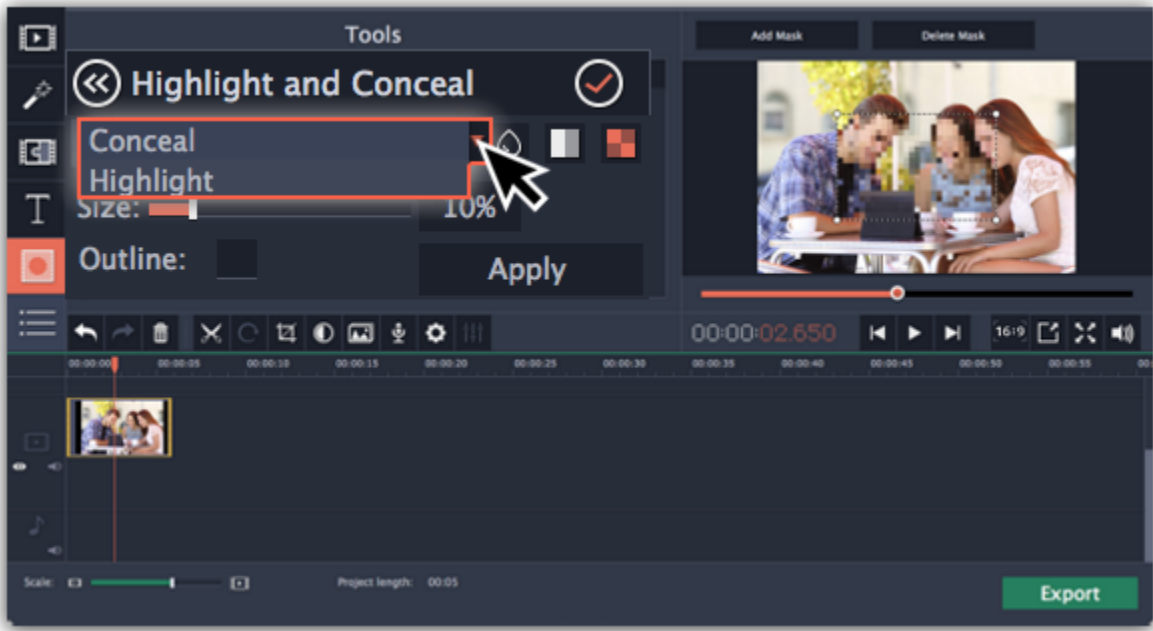 Tools
Add Mask
Delete Mask
Highlight and Conceal
Conceal
Highlight
Size:
10%
T
Outline:
Apply
00:00:02.650
16:9
00:00:00
00:00:05
00:00:10
00:00:15
00:00:20
00:00:25
00:00:30
00:00:35
00:00:40
00:00:45
00:00:50
00:00:55
00:
Scale:
Project length: 00:05
Export